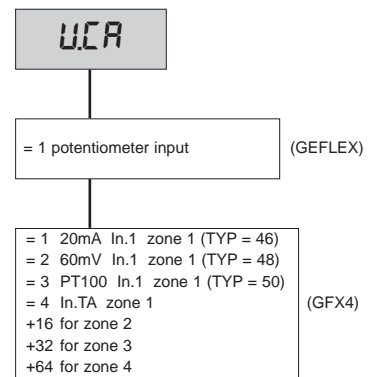 U.CA
= 1 potentiometer input (GEFLEX)
= 1 20mA In.1 zone 1 (TYP = 46)
= 2 60mV In.1 zone 1 (TYP = 48)
= 3 PT100 In.1 zone 1 (TYP = 50)
= 4 In.TA zone 1 (GFX4)
+16 for zone 2
+32 for zone 3
+64 for zone 4